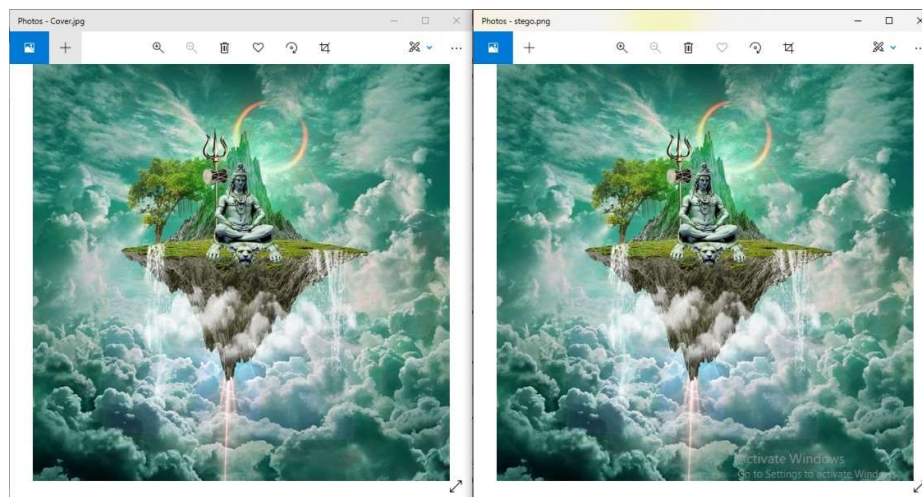 Photos - Cover.jpg
Photos - stego.png
Activate Windows
Go to Settings to activate Windows.